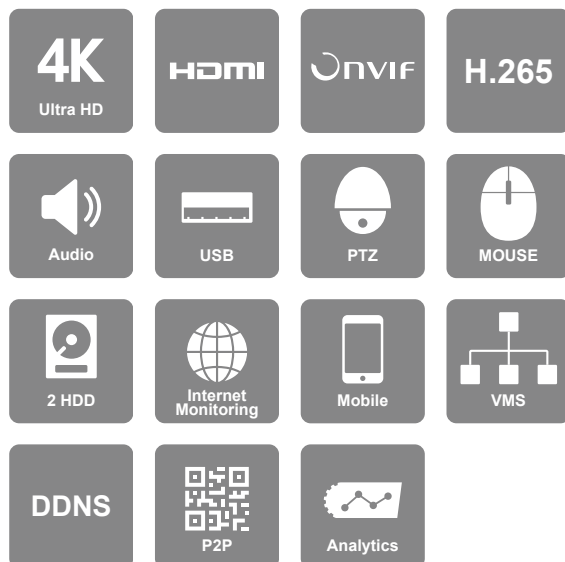 4K
Ultra HD
HDMI
ONVIF
H.265
Audio
USB
PTZ
MOUSE
2 HDD
Internet
Monitoring
Mobile
VMS
DDNS
P2P
Analytics